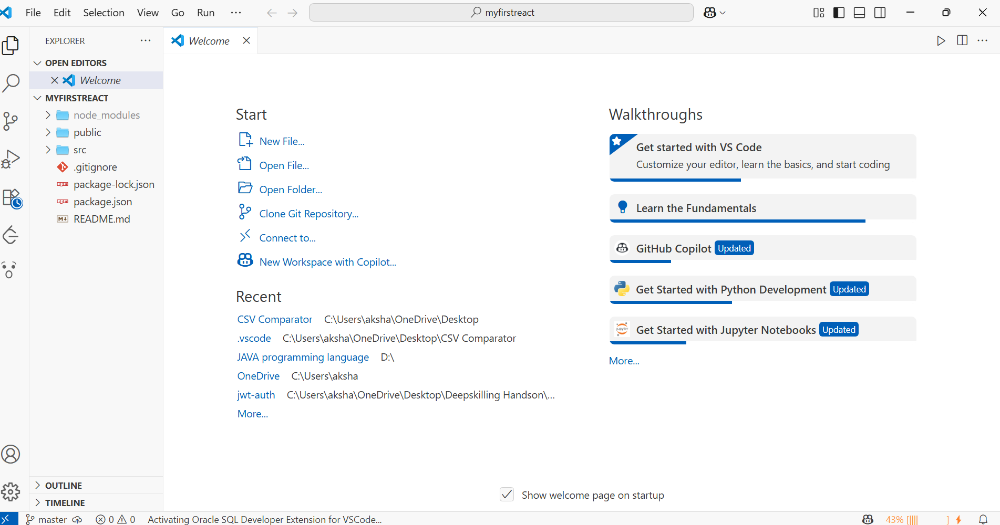 File Edit Selection View Go Run ··· myfirstreact
EXPLORER ···
Welcome
OPEN EDITORS
Welcome
MYFIRSTREACT
node_modules
public
src
.gitignore
package-lock.json
package.json
README.md
OUTLINE
TIMELINE
Start
New File...
Open File...
Open Folder...
Clone Git Repository...
Connect to...
New Workspace with Copilot...
Recent
CSV Comparator C:\Users\aksha\OneDrive\Desktop
.vscode C:\Users\aksha\OneDrive\Desktop\CSV Comparator
JAVA programming language D:\
OneDrive C:\Users\aksha
jwt-auth C:\Users\aksha\OneDrive\Desktop\Deepskilling Handson\...
More...
Walkthroughs
Get started with VS Code
Customize your editor, learn the basics, and start coding
Learn the Fundamentals
GitHub Copilot Updated
Get Started with Python Development Updated
jupyter
Get Started with Jupyter Notebooks Updated
More...
Show welcome page on startup
master 0 0 Activating Oracle SQL Developer Extension for VSCode... 43% [|||| ]